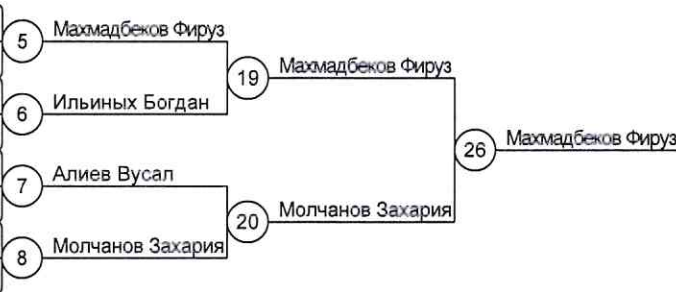 5 Махмадбеков Фируз
19 Махмадбеков Фируз
6 Ильиных Богдан
26 Махмадбеков Фируз
7 Алиев Вусал
20 Молчанов Захария
8 Молчанов Захария